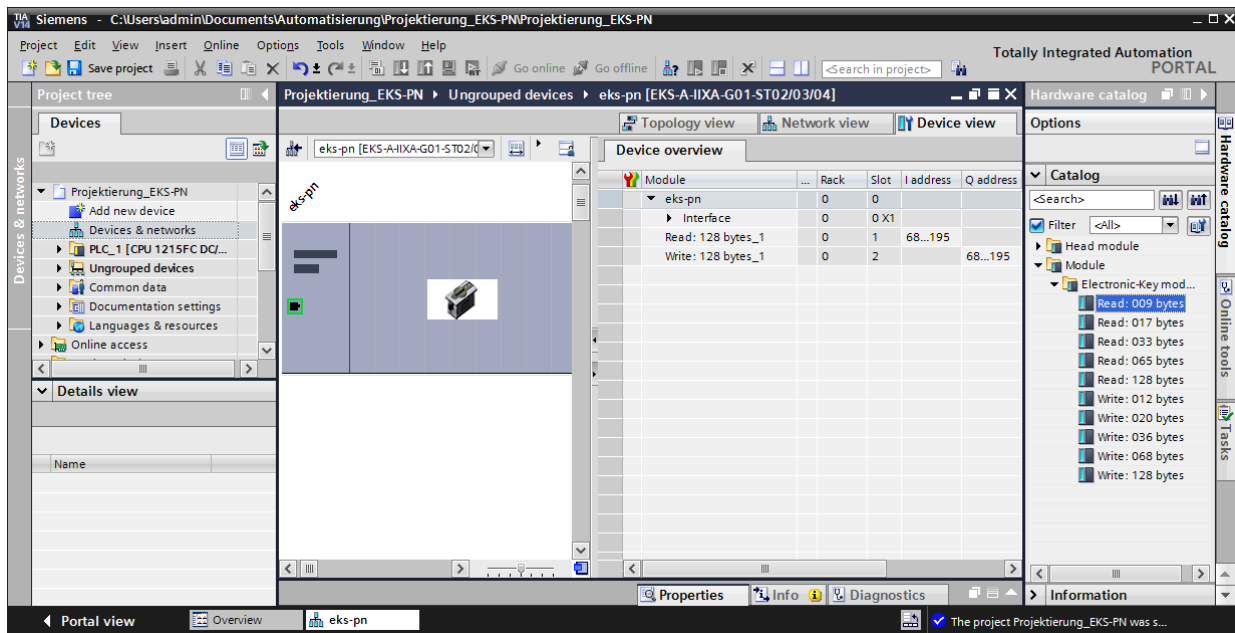 TIA V14 Siemens - C:\Users\admin\Documents\Automatisierung\Projektierung_EKS-PN\Projektierung_EKS-PN
Project Edit View Insert Online Options Tools Window Help
Save project Go online Go offline <Search in project>
Totally Integrated Automation
PORTAL
Project tree
Devices
Projektierung_EKS-PN
Add new device
Devices & networks
PLC_1 [CPU 1215FC DC/...
Ungrouped devices
Common data
Documentation settings
Languages & resources
Online access
Details view
Name
Devices & networks
Projektierung_EKS-PN Ungrouped devices eks-pn [EKS-A-IIXA-G01-ST02/03/04]
Topology view Network view Device view
eks-pn [EKS-A-IIXA-G01-ST02/0
eks-pn
Device overview
Module ... Rack Slot I address Q address
eks-pn 0 0
Interface 0 0 X1
Read: 128 bytes_1 0 1 68...195
Write: 128 bytes_1 0 2 68...195
Properties Info Diagnostics
Hardware catalog
Options
Catalog
<Search>
Filter <All>
Head module
Module
Electronic-Key mod...
Read: 009 bytes
Read: 017 bytes
Read: 033 bytes
Read: 065 bytes
Read: 128 bytes
Write: 012 bytes
Write: 020 bytes
Write: 036 bytes
Write: 068 bytes
Write: 128 bytes
Information
Hardware catalog
Online tools
Tasks
Portal view Overview eks-pn The project Projektierung_EKS-PN was s...